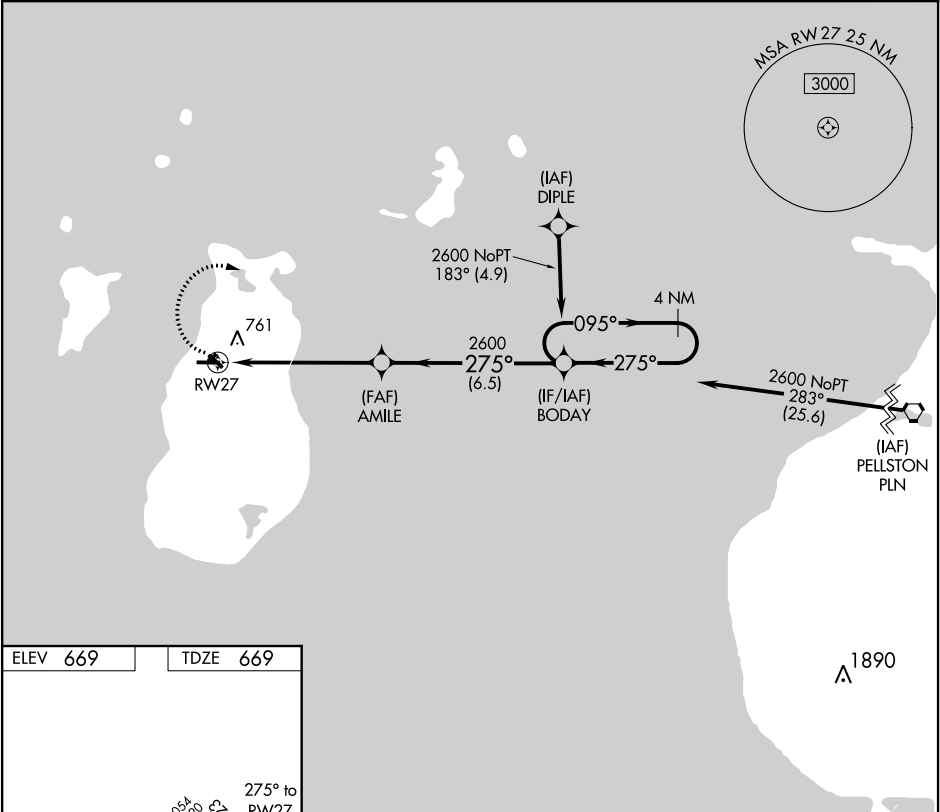 MSA RW27 25 NM
3000
(IAF)
DIPLE
2600 NoPT
183° (4.9)
4 NM
095°
761
2600
275°
(6.5)
275°
RW27
(FAF)
AMILE
(IF/IAF)
BODAY
2600 NoPT
283°
(25.6)
(IAF)
PELLSTON
PLN
1890
ELEV 669
TDZE 669
275° to
RW27